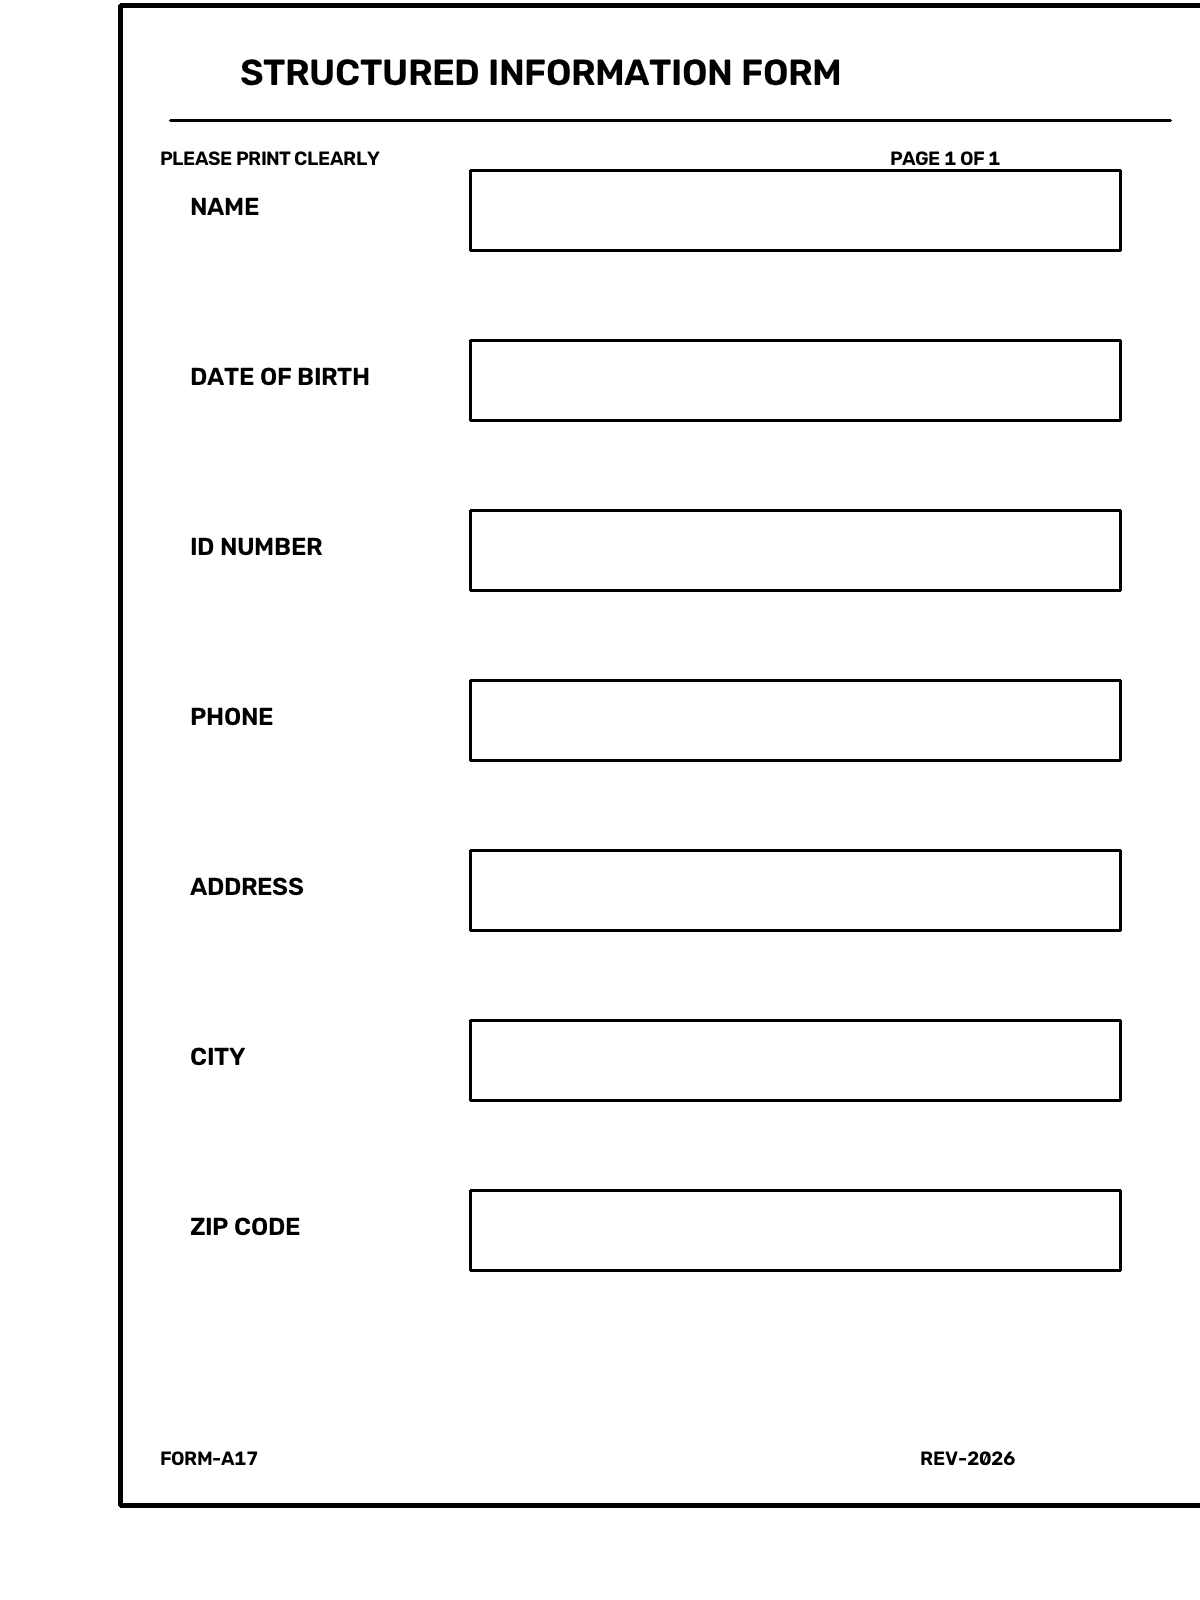 STRUCTURED INFORMATION FORM
PLEASE PRINT CLEARLY
PAGE 1 OF 1
NAME
DATE OF BIRTH
ID NUMBER
PHONE
ADDRESS
CITY
ZIP CODE
FORM-A17
REV-2026